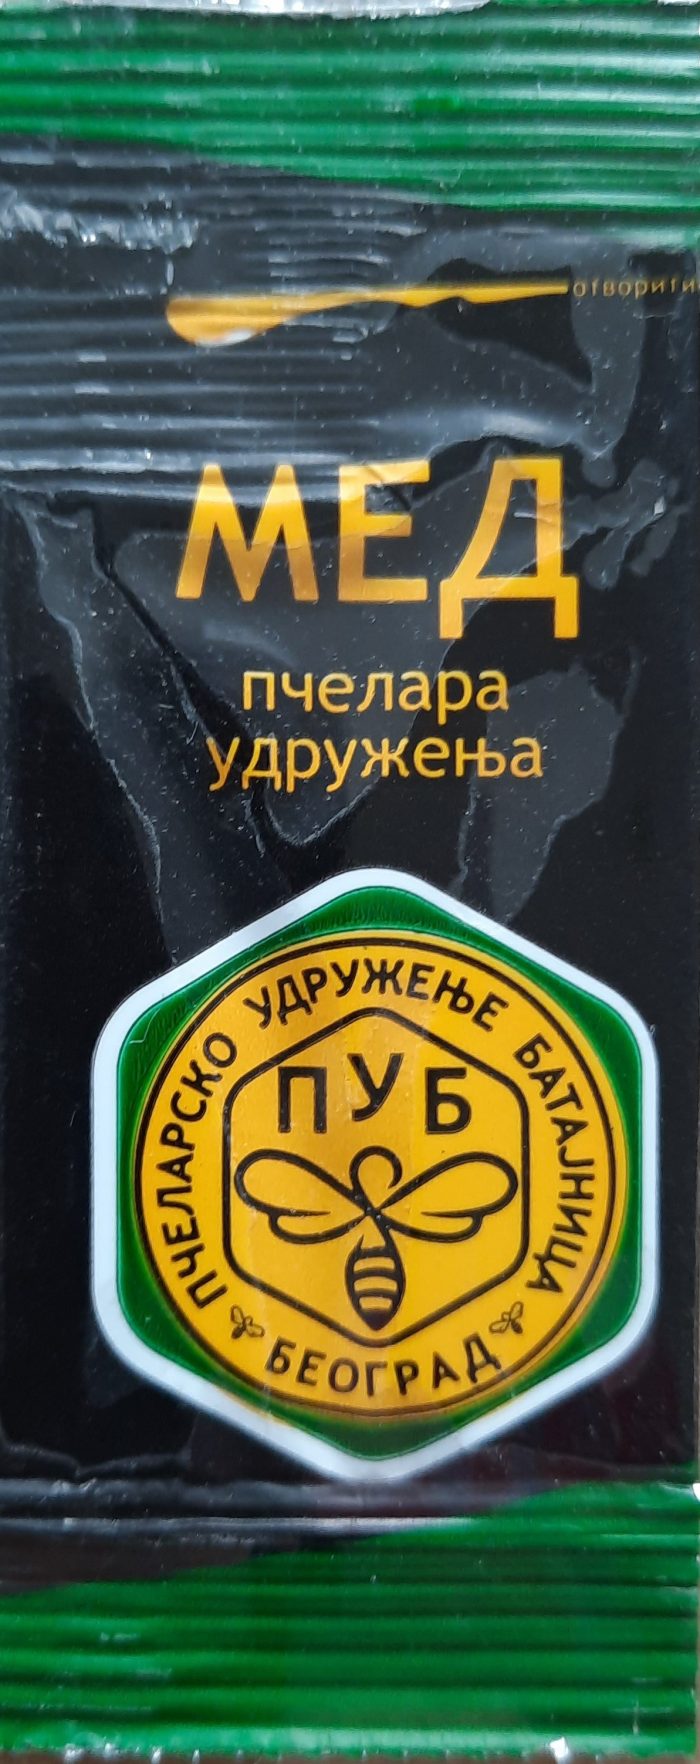 отворити
МЕД
пчелара
удружења
ПЧЕЛАРСКО УДРУЖЕЊЕ БАТАЈНИЦА
ПУБ
БЕОГРАД